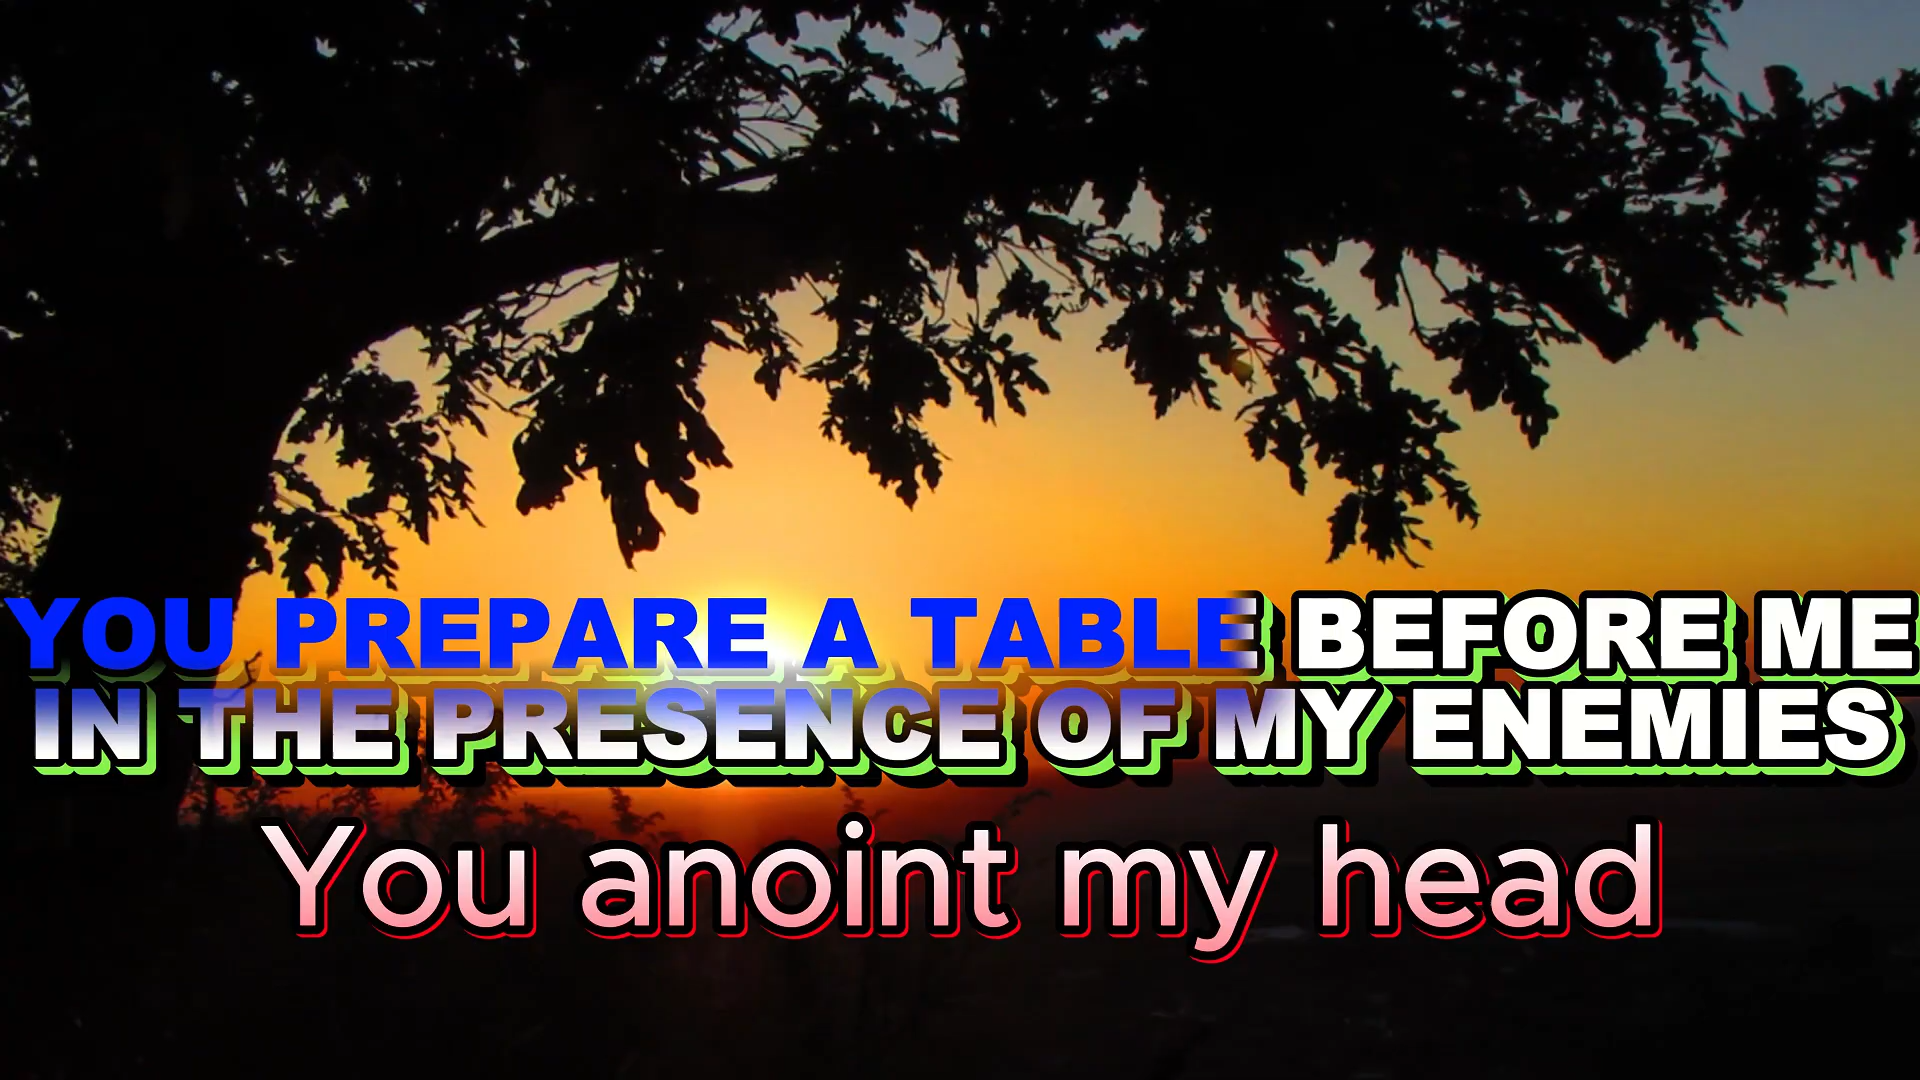 YOU PREPARE A TABLE BEFORE ME
IN THE PRESENCE OF MY ENEMIES
You anoint my head